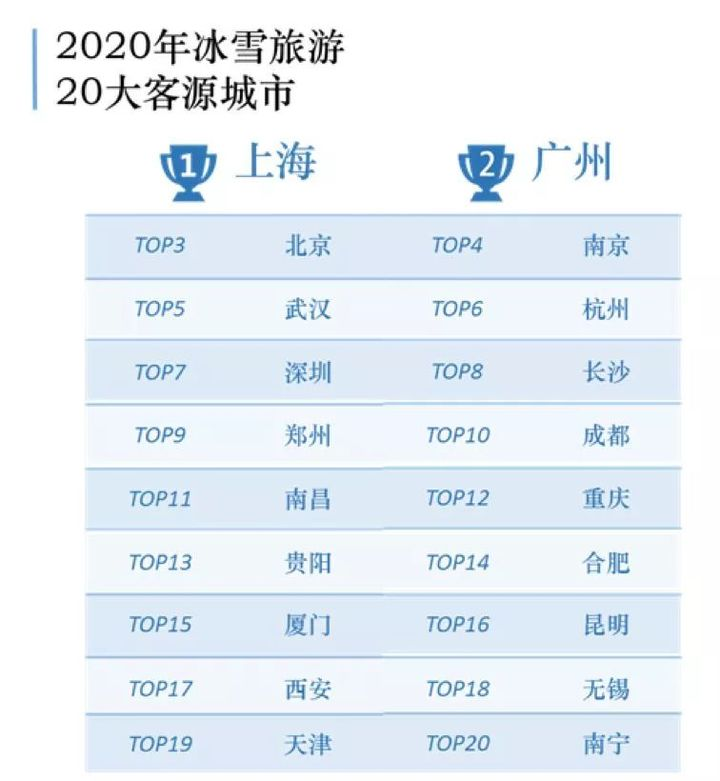 2020年冰雪旅游
20大客源城市
1 上海 2 广州
TOP3 北京 TOP4 南京
TOP5 武汉 TOP6 杭州
TOP7 深圳 TOP8 长沙
TOP9 郑州 TOP10 成都
TOP11 南昌 TOP12 重庆
TOP13 贵阳 TOP14 合肥
TOP15 厦门 TOP16 昆明
TOP17 西安 TOP18 无锡
TOP19 天津 TOP20 南宁